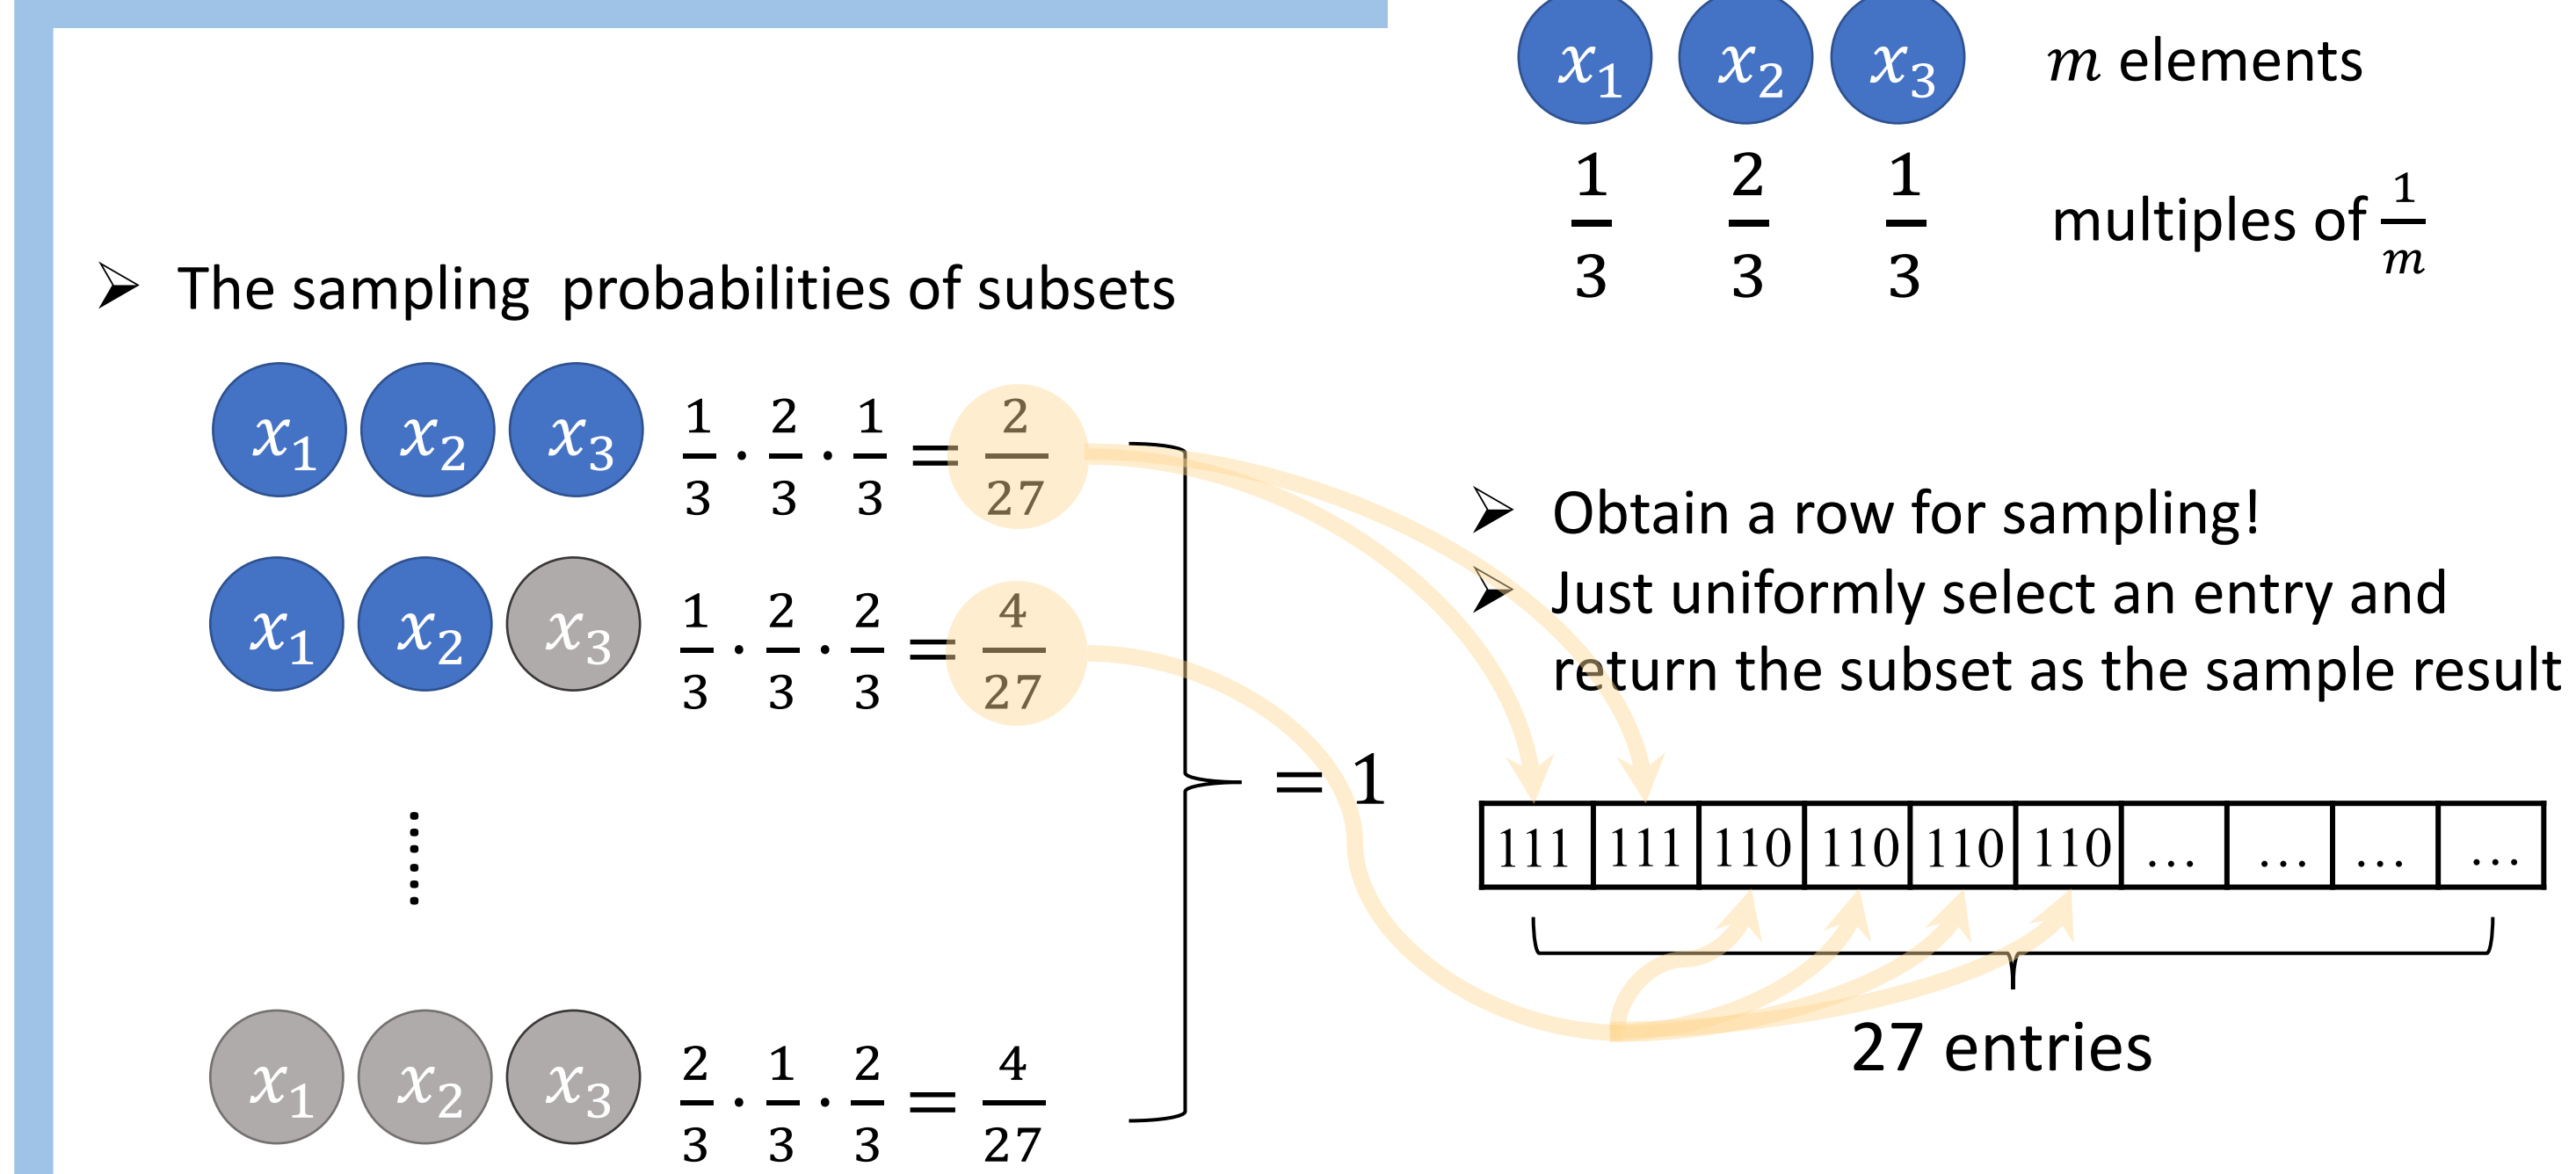 x₁ x₂ x₃ m elements
1/3 2/3 1/3 multiples of 1/m
➢ The sampling probabilities of subsets
x₁ x₂ x₃ 1/3 · 2/3 · 1/3 = 2/27
x₁ x₂ x₃ 1/3 · 2/3 · 2/3 = 4/27
⋮
x₁ x₂ x₃ 2/3 · 1/3 · 2/3 = 4/27
= 1
➢ Obtain a row for sampling!
➢ Just uniformly select an entry and
return the subset as the sample result
111 111 110 110 110 110 … … … …
27 entries